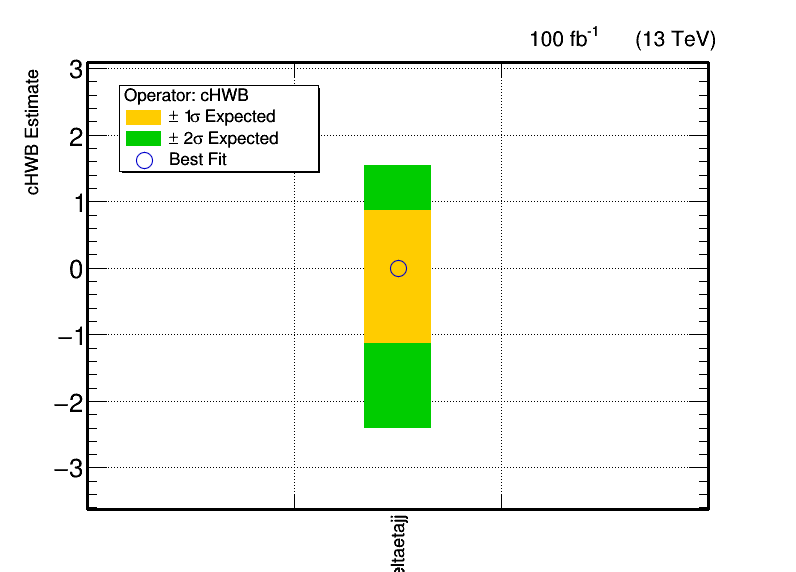 100 fb-1 (13 TeV)
cHWB Estimate
3
2
1
0
−1
−2
−3
Operator: cHWB
± 1σ Expected
± 2σ Expected
Best Fit
eltaetajj